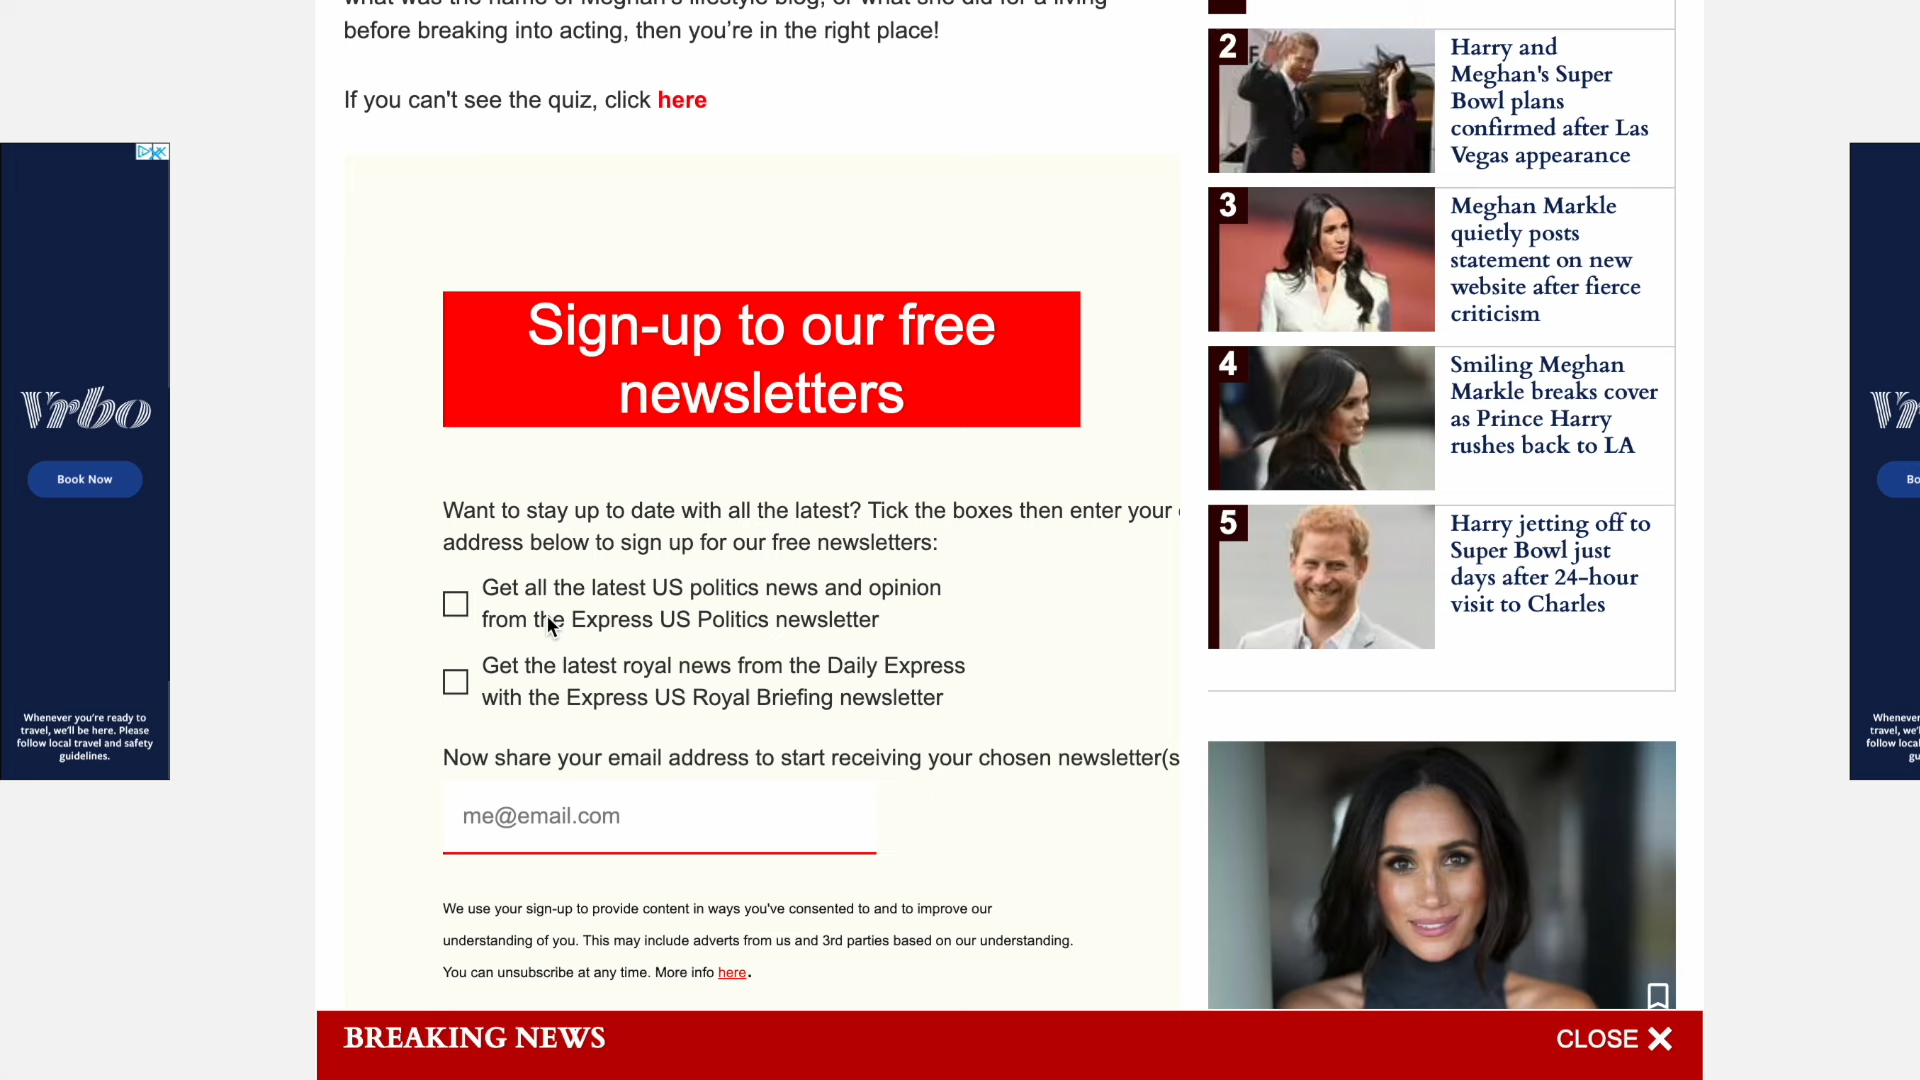 before breaking into acting, then you’re in the right place!
If you can't see the quiz, click here
Sign-up to our free
newsletters
Want to stay up to date with all the latest? Tick the boxes then enter your
address below to sign up for our free newsletters:
Get all the latest US politics news and opinion
from the Express US Politics newsletter
Get the latest royal news from the Daily Express
with the Express US Royal Briefing newsletter
Now share your email address to start receiving your chosen newsletter(s
me@email.com
We use your sign-up to provide content in ways you've consented to and to improve our
understanding of you. This may include adverts from us and 3rd parties based on our understanding.
You can unsubscribe at any time. More info here.
2
Harry and
Meghan's Super
Bowl plans
confirmed after Las
Vegas appearance
3
Meghan Markle
quietly posts
statement on new
website after fierce
criticism
4
Smiling Meghan
Markle breaks cover
as Prince Harry
rushes back to LA
5
Harry jetting off to
Super Bowl just
days after 24-hour
visit to Charles
Vrbo
Book Now
Whenever you're ready to
travel, we'll be here. Please
follow local travel and safety
guidelines.
Whenever
BREAKING NEWS
CLOSE